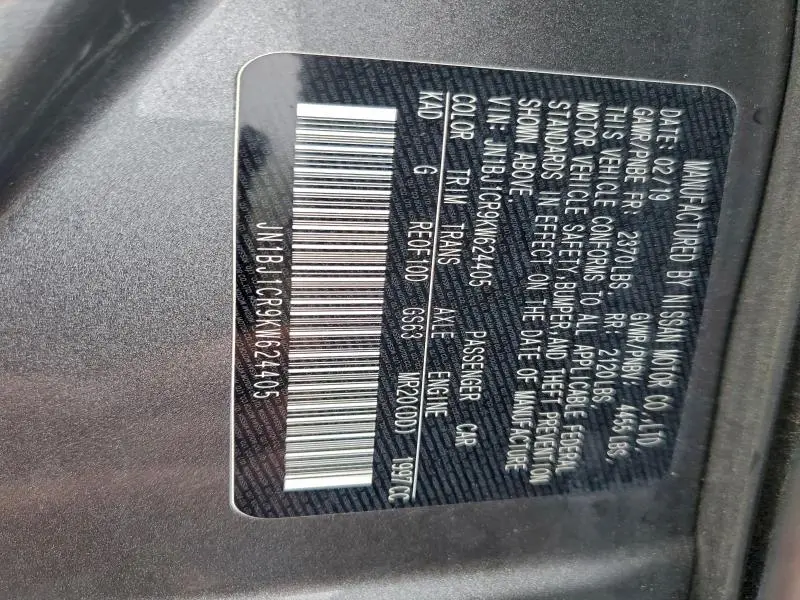 MANUFACTURED BY NISSAN MOTOR CO., LTD.
DATE: 02/19 GVWR/PNBV: 4465 LBS.
GAWR/PNBE FR: 2370LBS RR 2120LBS.
THIS VEHICLE CONFORMS TO ALL APPLICABLE FEDERAL
MOTOR VEHICLE SAFETY, BUMPER AND THEFT PREVENTION
STANDARDS IN EFFECT ON THE DATE OF MANUFACTURE
SHOWN ABOVE.
VIN: JN1BJ1CR9KW624405 PASSENGER CAR
COLOR TRIM TRANS AXLE ENGINE
KAD G RE0F10D GS63 MR20(DD) 1997CC
JN1BJ1CR9KW624405